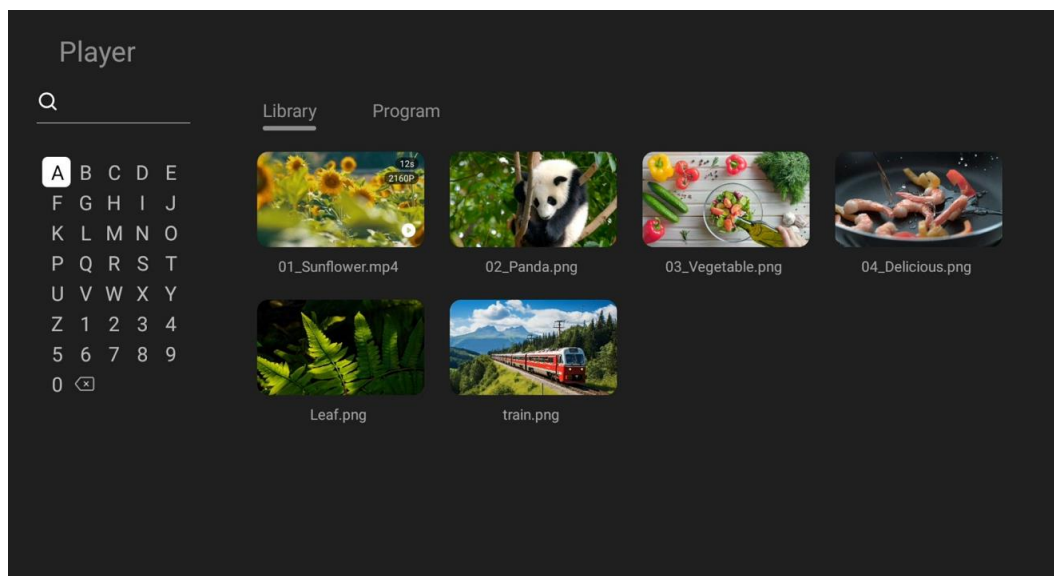 Player
Library Program
A B C D E
F G H I J
K L M N O
P Q R S T
U V W X Y
Z 1 2 3 4
5 6 7 8 9
0
12s
2160P
01_Sunflower.mp4 02_Panda.png 03_Vegetable.png 04_Delicious.png
Leaf.png train.png